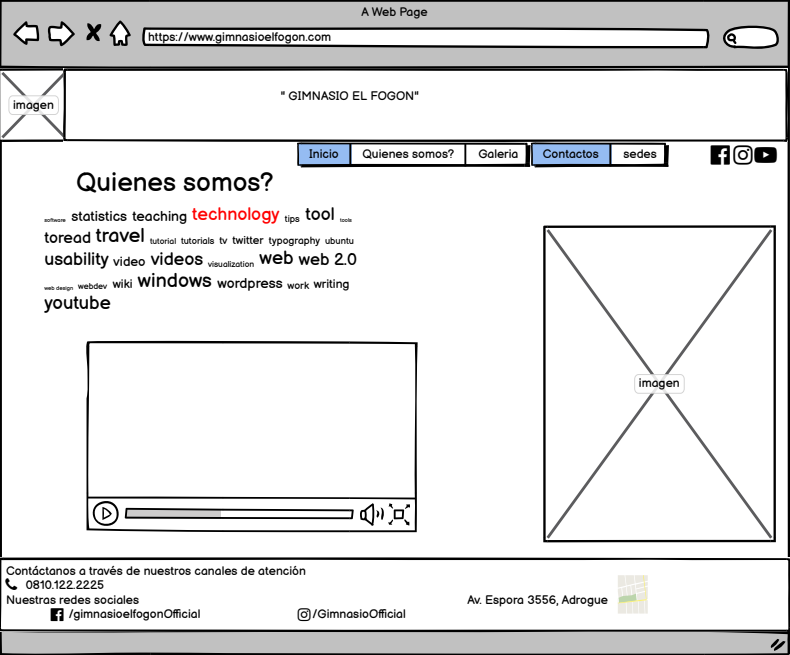 A Web Page
https://www.gimnasioelfogon.com
imagen
" GIMNASIO EL FOGON"
Inicio Quienes somos? Galeria Contactos sedes
Quienes somos?
software statistics teaching technology tips tool tools
toread travel tutorial tutorials tv twitter typography ubuntu
usability video videos visualization web web 2.0
web design webdev wiki windows wordpress work writing
youtube
imagen
Contáctanos a través de nuestros canales de atención
0810.122.2225
Nuestras redes sociales
Av. Espora 3556, Adrogue
/gimnasioelfogonOfficial /GimnasioOfficial